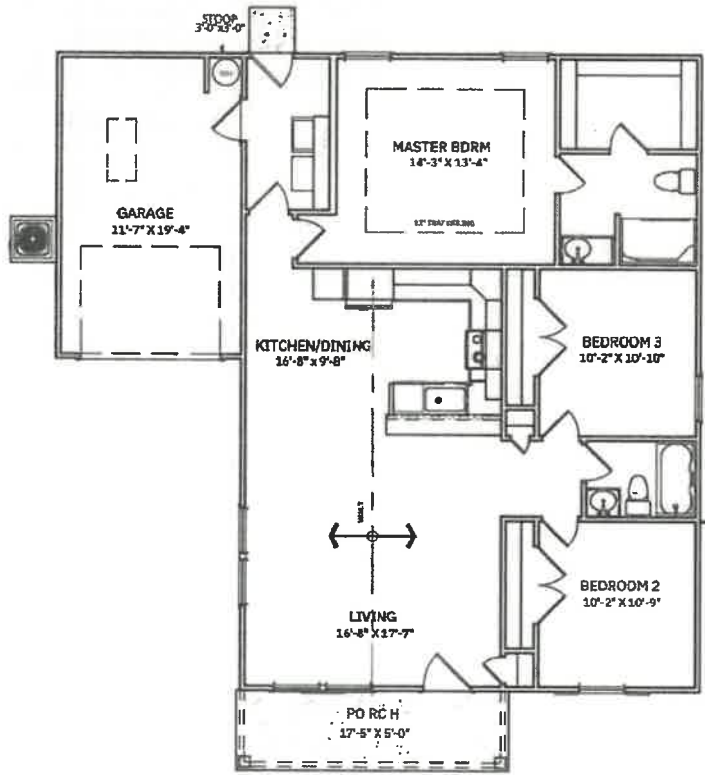 STOOP
3'-0"X3'-0"
MASTER BDRM
14'-3" X 13'-4"
GARAGE
11'-7" X 19'-4"
KITCHEN/DINING
16'-8" x 9'-8"
BEDROOM 3
10'-2" X 10'-10"
VAULT
BEDROOM 2
10'-2" X 10'-9"
LIVING
16'-8" X 17'-7"
PORCH
17'-5" X 5'-0"